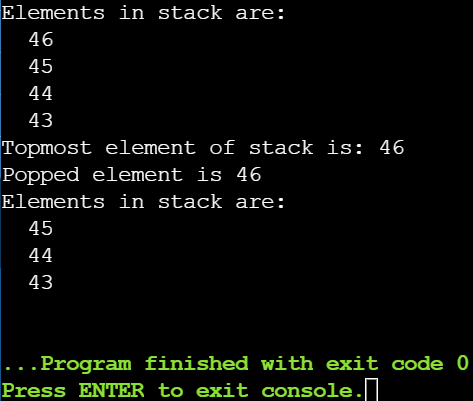 Elements in stack are:
46
45
44
43
Topmost element of stack is: 46
Popped element is 46
Elements in stack are:
45
44
43
...Program finished with exit code 0
Press ENTER to exit console.